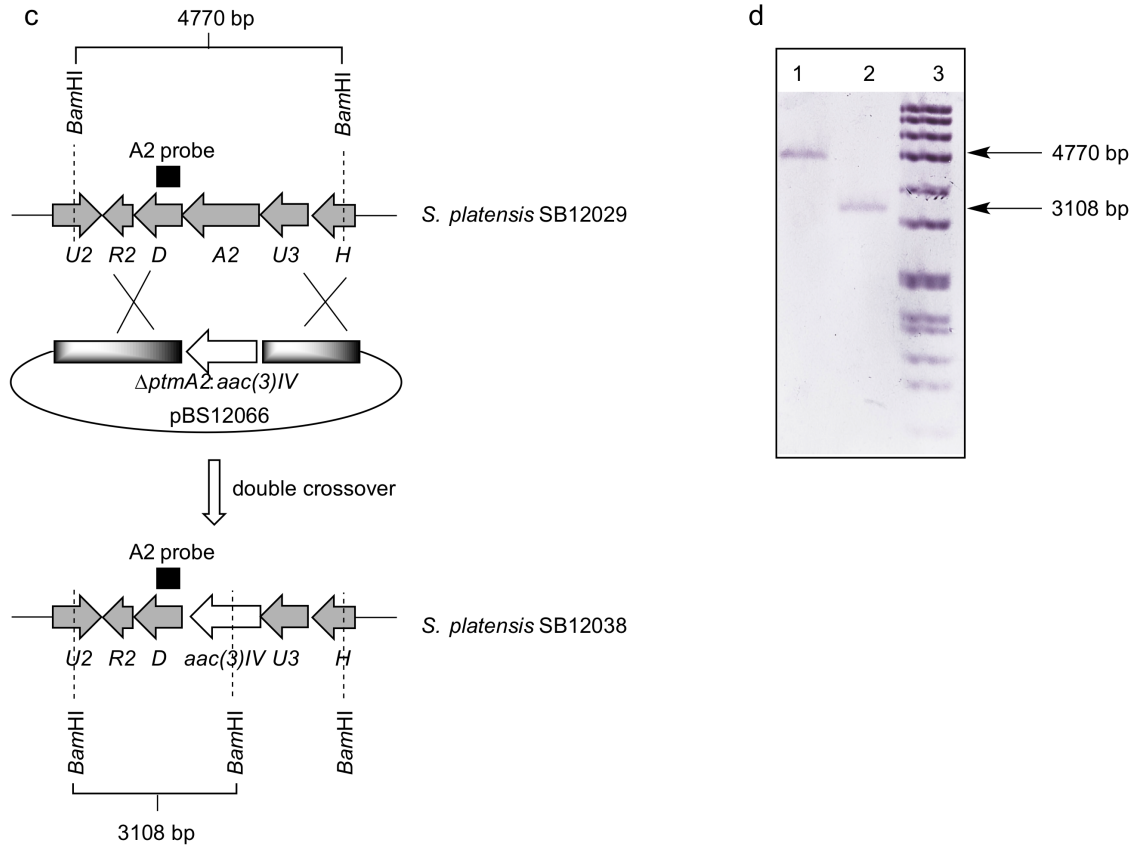 c
4770 bp
BamHI
BamHI
A2 probe
S. platensis SB12029
U2 R2 D A2 U3 H
ΔptmA2:aac(3)IV
pBS12066
double crossover
A2 probe
S. platensis SB12038
U2 R2 D aac(3)IV U3 H
BamHI
BamHI
BamHI
3108 bp
d
1 2 3
4770 bp
3108 bp